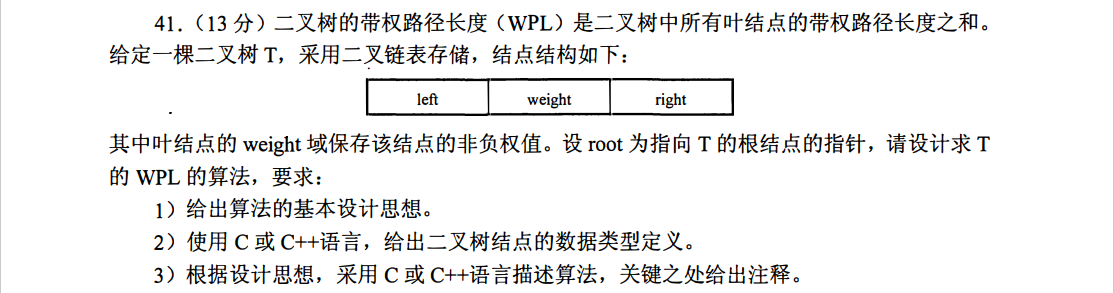 41.（13 分）二叉树的带权路径长度（WPL）是二叉树中所有叶结点的带权路径长度之和。
给定一棵二叉树 T，采用二叉链表存储，结点结构如下：
left weight right
其中叶结点的 weight 域保存该结点的非负权值。设 root 为指向 T 的根结点的指针，请设计求 T
的 WPL 的算法，要求：
1）给出算法的基本设计思想。
2）使用 C 或 C++语言，给出二叉树结点的数据类型定义。
3）根据设计思想，采用 C 或 C++语言描述算法，关键之处给出注释。